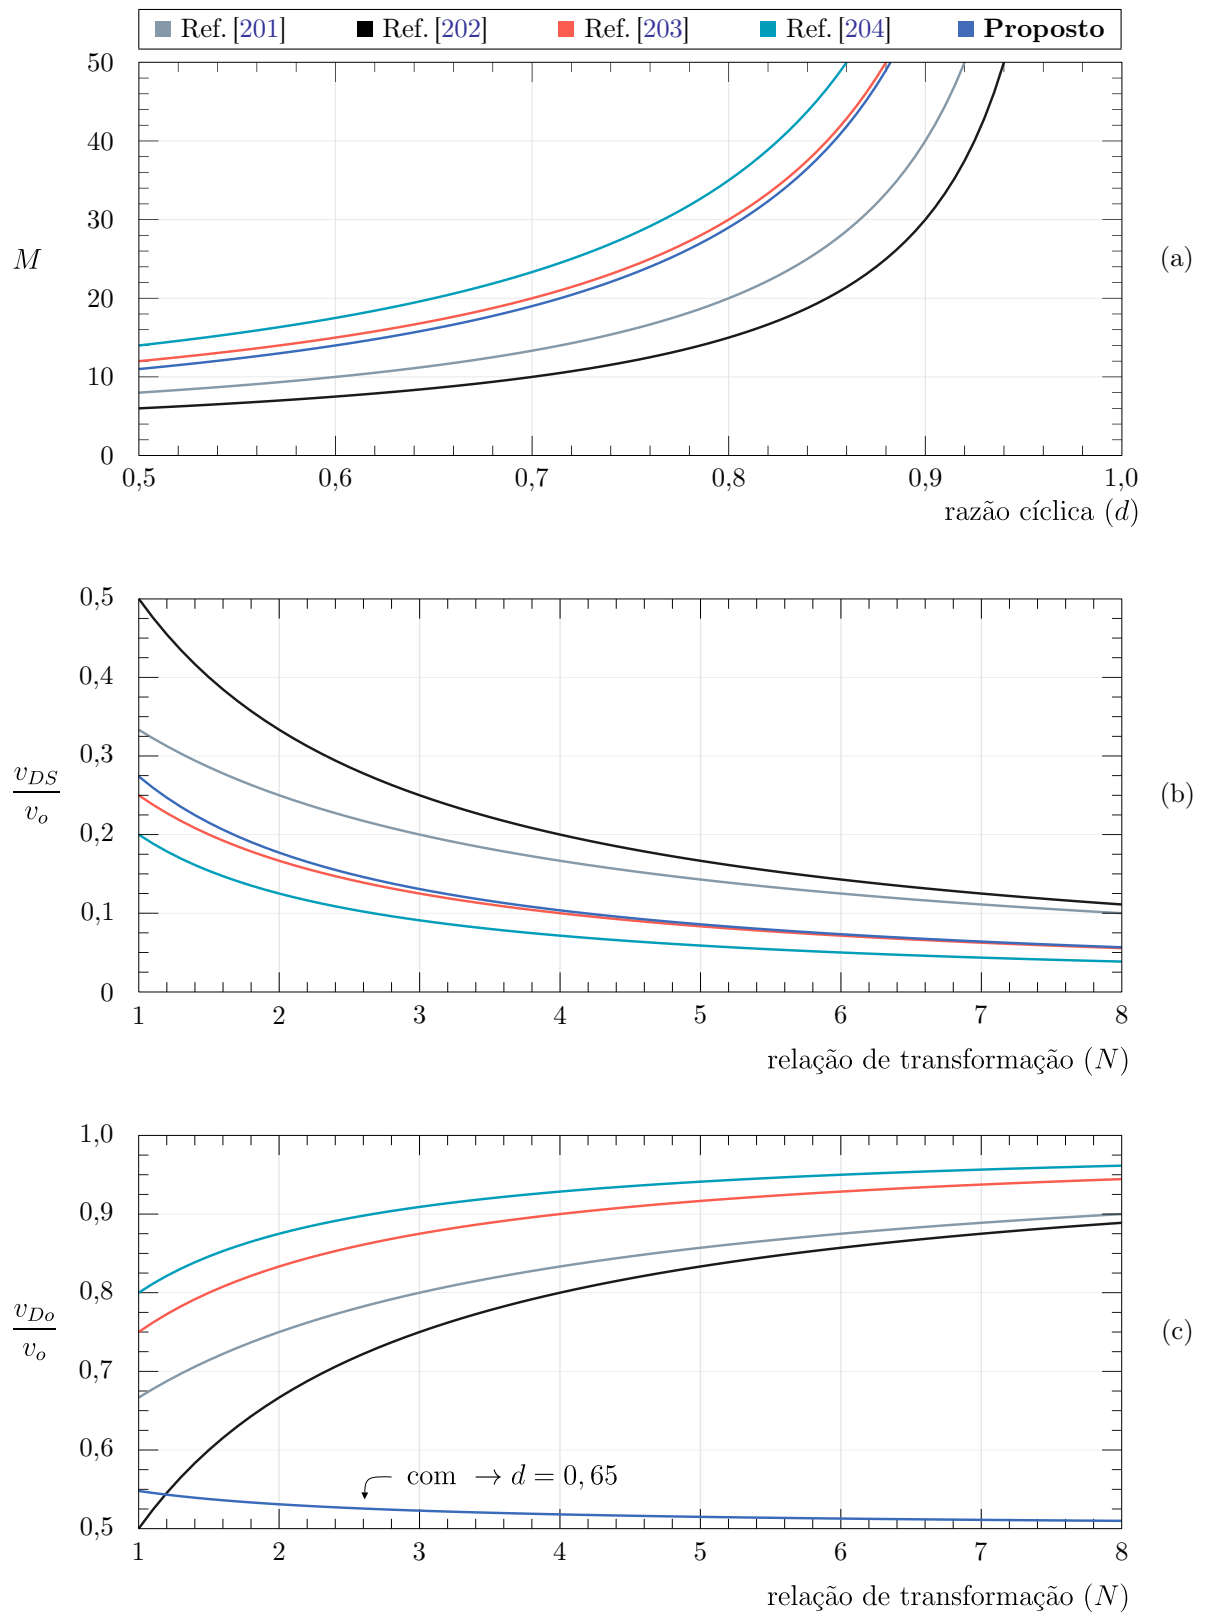 Ref. [201] Ref. [202] Ref. [203] Ref. [204] Proposto
50
40
30
20
10
0
M
(a)
0,5 0,6 0,7 0,8 0,9 1,0
razão cíclica (d)
0,5
0,4
0,3
0,2
0,1
0
v_{DS}
v_o
(b)
1 2 3 4 5 6 7 8
relação de transformação (N)
1,0
0,9
0,8
0,7
0,6
0,5
v_{Do}
v_o
(c)
com → d = 0, 65
1 2 3 4 5 6 7 8
relação de transformação (N)